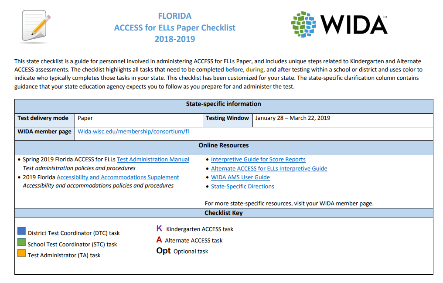 FLORIDA
ACCESS for ELLs Paper Checklist
2018-2019
WIDA
This state checklist is a guide for personnel involved in administering ACCESS for ELLs Paper, and includes unique steps related to Kindergarten and Alternate
ACCESS assessments. The checklist highlights all tasks that need to be completed before, during, and after testing within a school or district and uses color to
indicate who typically completes those tasks in your state. This checklist has been customized for your state. The state-specific clarification column contains
guidance that your state education agency expects you to follow as you prepare for and administer the test.
State-specific information
Test delivery mode Paper Testing Window January 28 – March 22, 2019
WIDA member page Wida.wisc.edu/membership/consortium/fl
Online Resources
• Spring 2019 Florida ACCESS for ELLs Test Administration Manual
Test administration policies and procedures
• 2019 Florida Accessibility and Accommodations Supplement
Accessibility and accommodations policies and procedures
• Interpretive Guide for Score Reports
• Alternate ACCESS for ELLs Interpretive Guide
• WIDA AMS User Guide
• State-Specific Directions
For more state-specific resources, visit your WIDA member page.
Checklist Key
District Test Coordinator (DTC) task
School Test Coordinator (STC) task
Test Administrator (TA) task
K Kindergarten ACCESS task
A Alternate ACCESS task
Opt Optional task